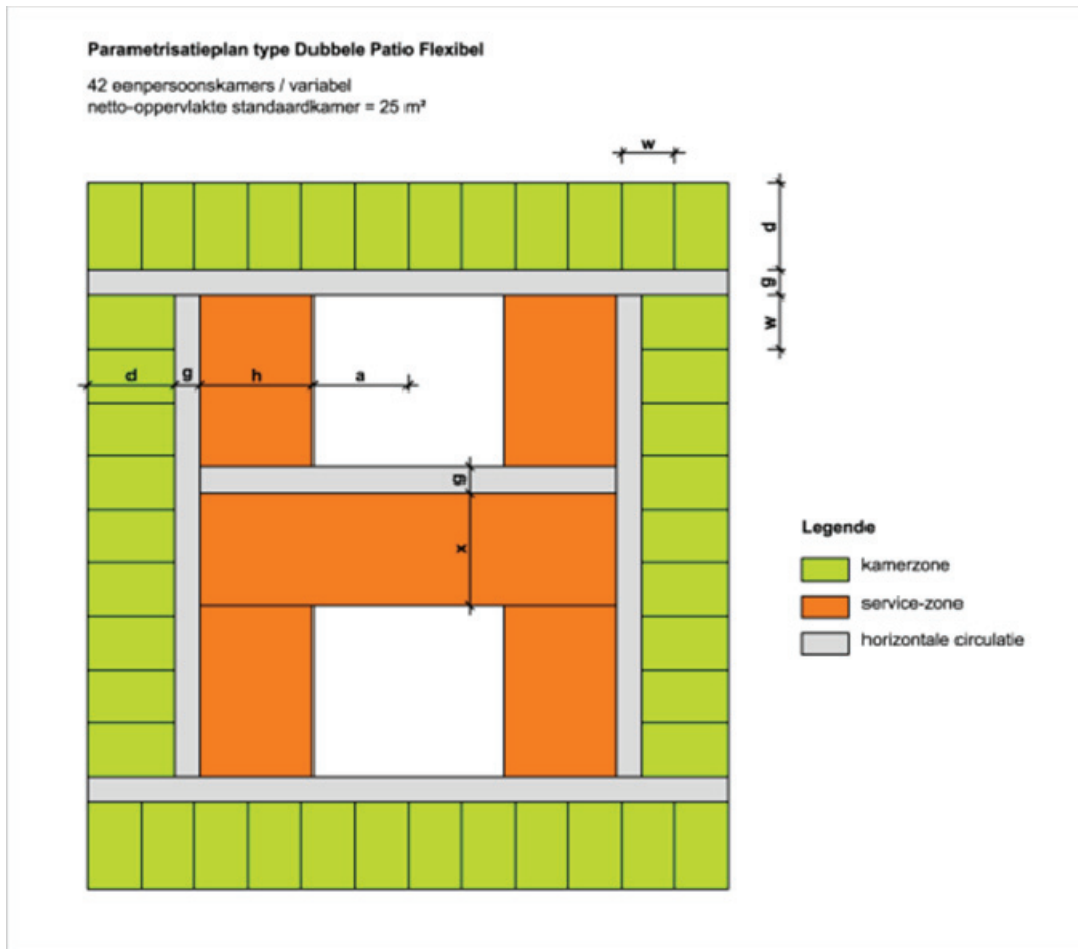 Parametrisatieplan type Dubbele Patio Flexibel
42 eenpersoonskamers / variabel
netto-oppervlakte standaardkamer = 25 m²
w
d
g
w
d g h a
g
x
Legende
kamerzone
service-zone
horizontale circulatie